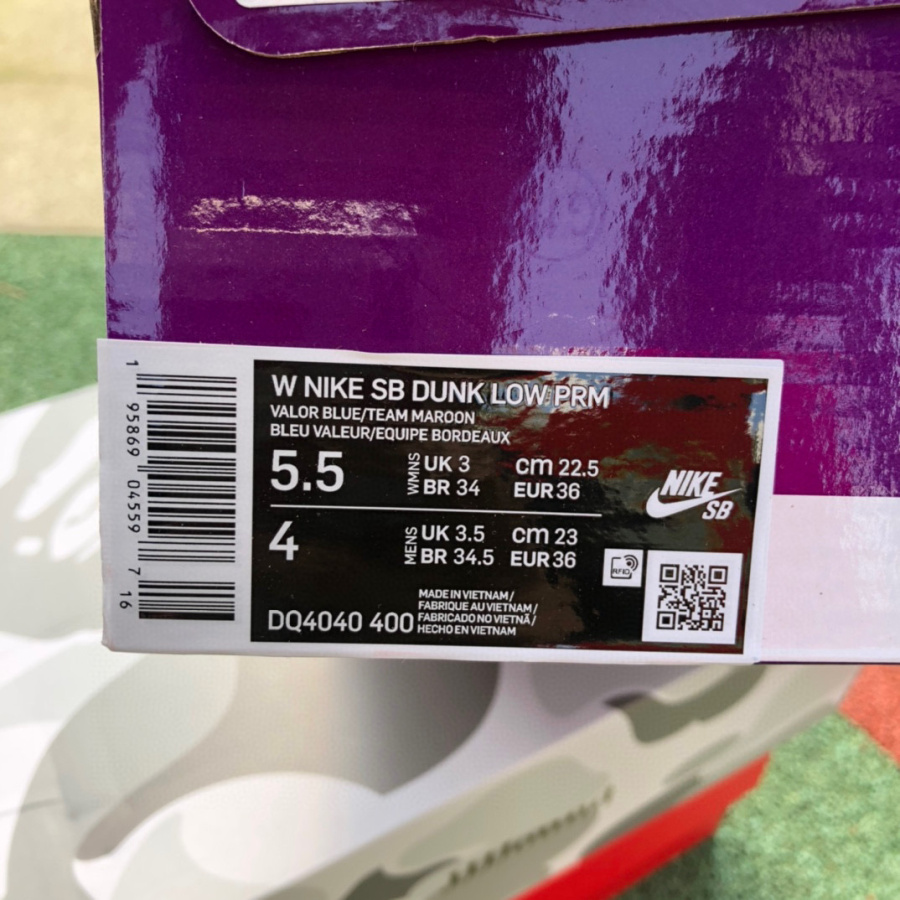 W NIKE SB DUNK LOW PRM
VALOR BLUE/TEAM MAROON
BLEU VALEUR/EQUIPE BORDEAUX
5.5 WMNS UK 3 cm 22.5
BR 34 EUR 36
4 MENS UK 3.5 cm 23
BR 34.5 EUR 36
RFID
NIKE
SB
DQ4040 400
MADE IN VIETNAM/
FABRIQUE AU VIETNAM/
FABRICADO NO VIETNÃ/
HECHO EN VIETNAM
1 95869 04559 7 16